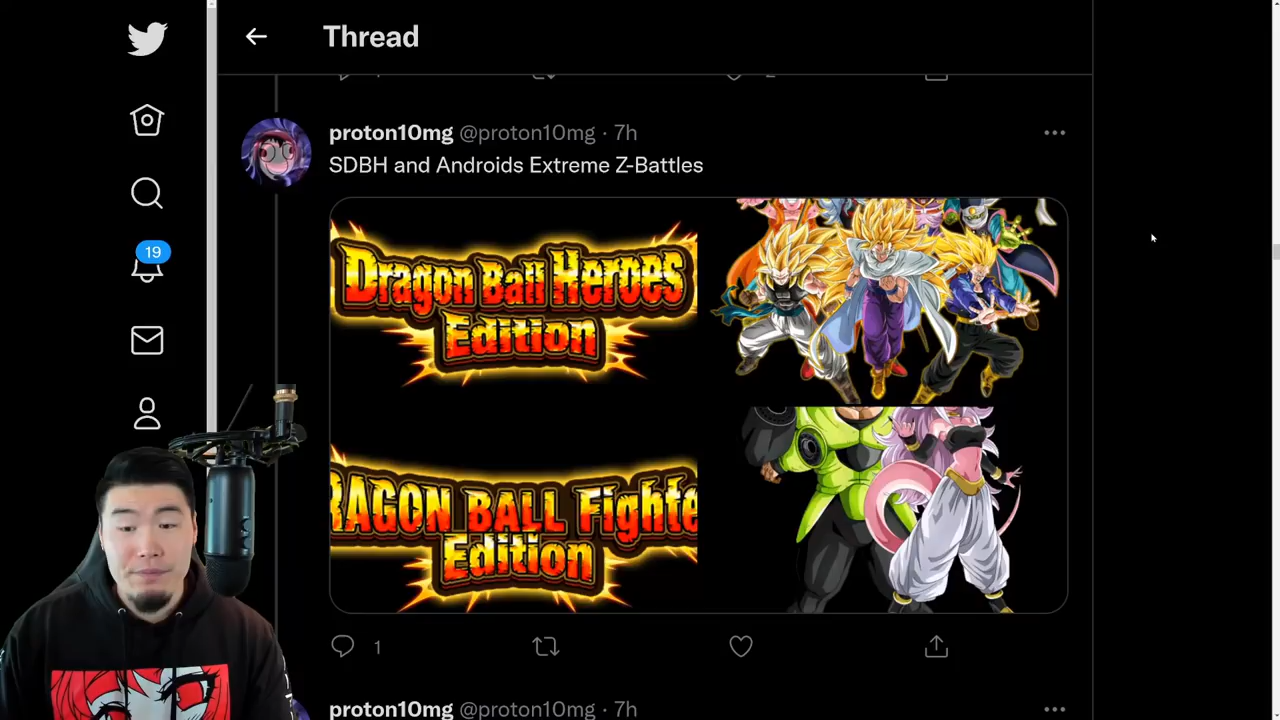 Thread
proton10mg @proton10mg · 7h
SDBH and Androids Extreme Z-Battles
19
Dragon Ball Heroes
Edition
RAGON BALL Fighte
Edition
1
proton10mg @proton10mg · 7h